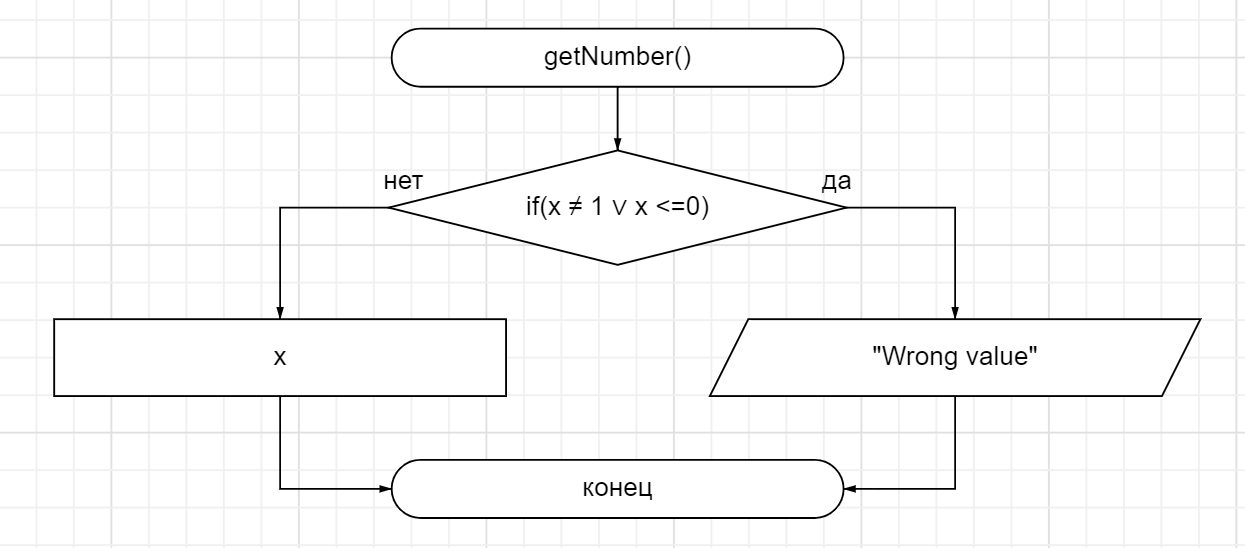 getNumber()
нет
да
if(x ≠ 1 ∨ x <=0)
x
"Wrong value"
конец